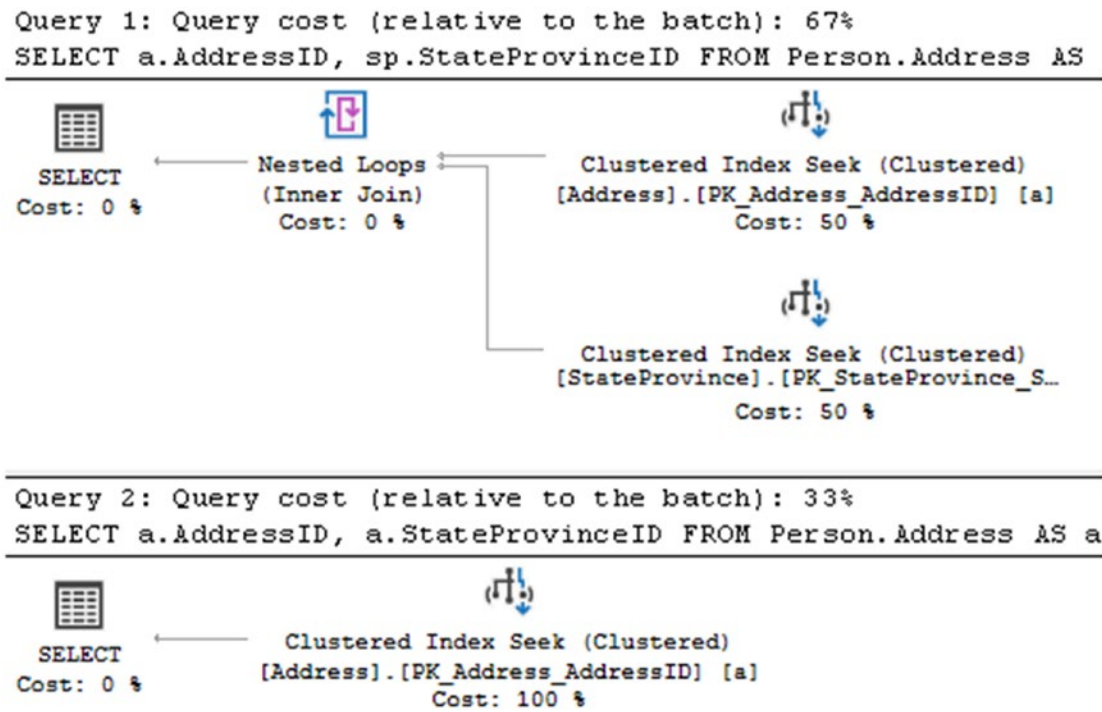 Query 1: Query cost (relative to the batch): 67%
SELECT a.AddressID, sp.StateProvinceID FROM Person.Address AS
SELECT
Cost: 0 %
Nested Loops
(Inner Join)
Cost: 0 %
Clustered Index Seek (Clustered)
[Address].[PK_Address_AddressID] [a]
Cost: 50 %
Clustered Index Seek (Clustered)
[StateProvince].[PK_StateProvince_S…
Cost: 50 %
Query 2: Query cost (relative to the batch): 33%
SELECT a.AddressID, a.StateProvinceID FROM Person.Address AS a
SELECT
Cost: 0 %
Clustered Index Seek (Clustered)
[Address].[PK_Address_AddressID] [a]
Cost: 100 %